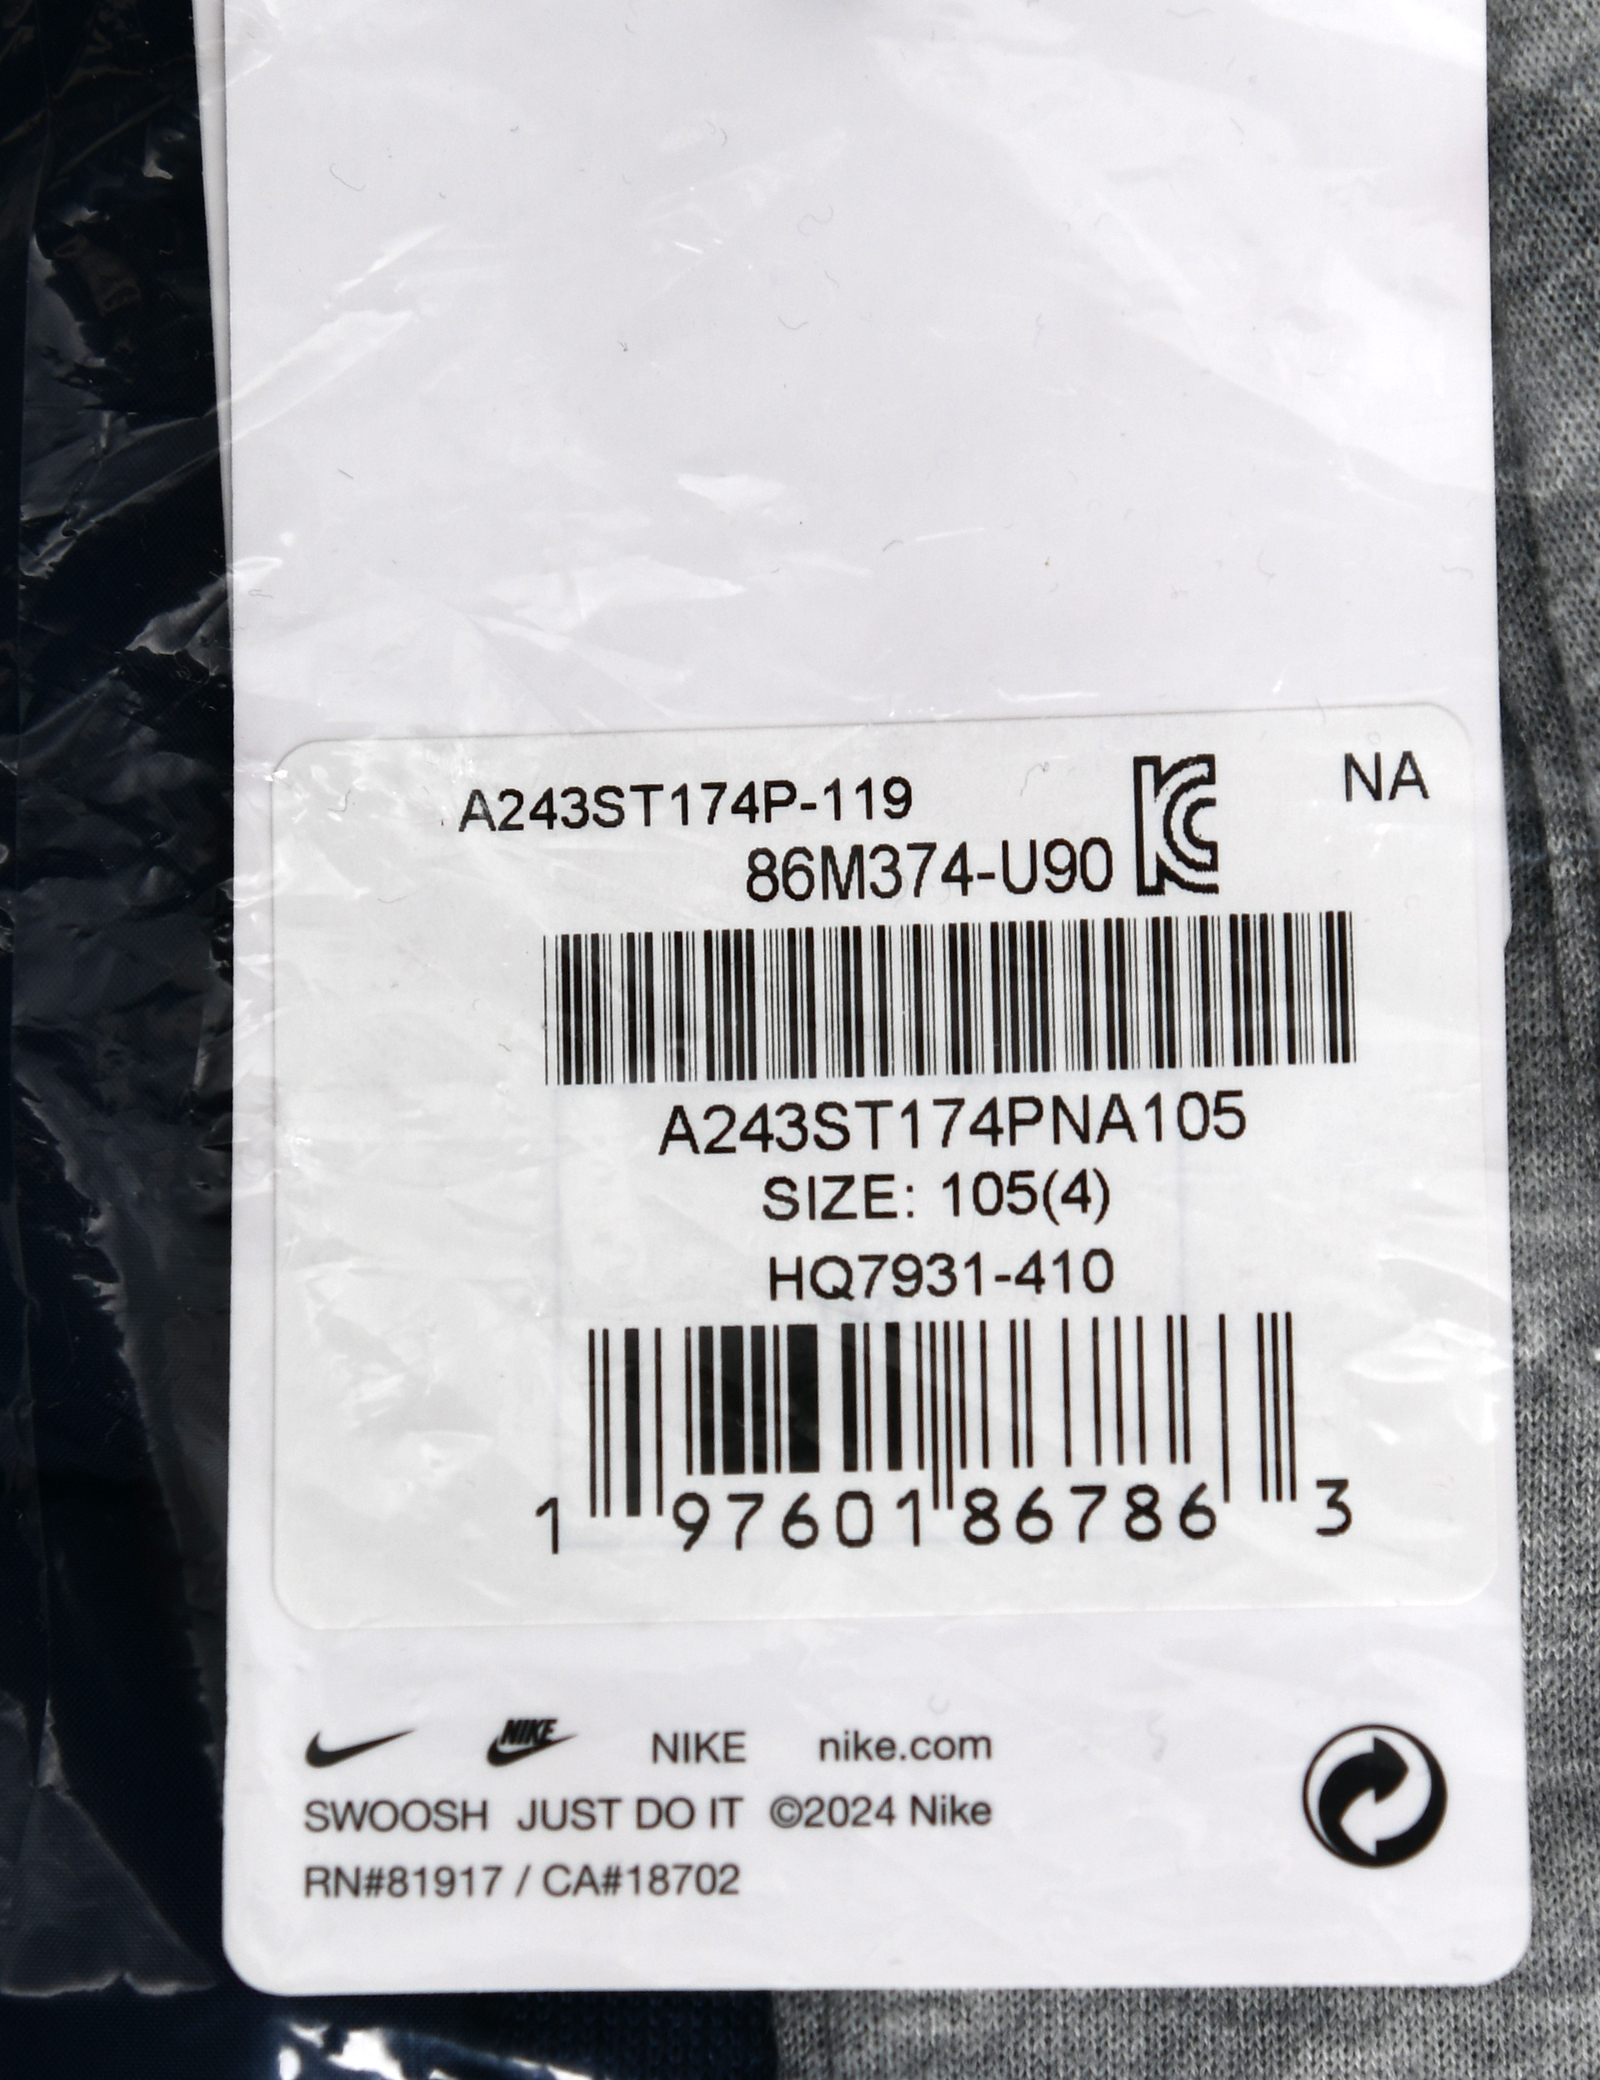 A243ST174P-119
NA
86M374-U90
A243ST174PNA105
SIZE: 105(4)
HQ7931-410
1 97601 86786 3
NIKE NIKE nike.com
SWOOSH JUST DO IT ©2024 Nike
RN#81917 / CA#18702